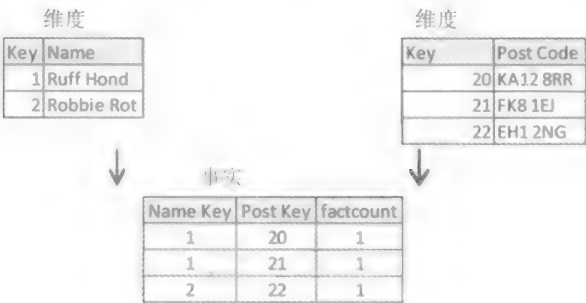 维度
Key Name
1 Ruff Hond
2 Robbie Rot
维度
Key Post Code
20 KA12 8RR
21 FK8 1EJ
22 EH1 2NG
事实
Name Key Post Key factcount
1 20 1
1 21 1
2 22 1